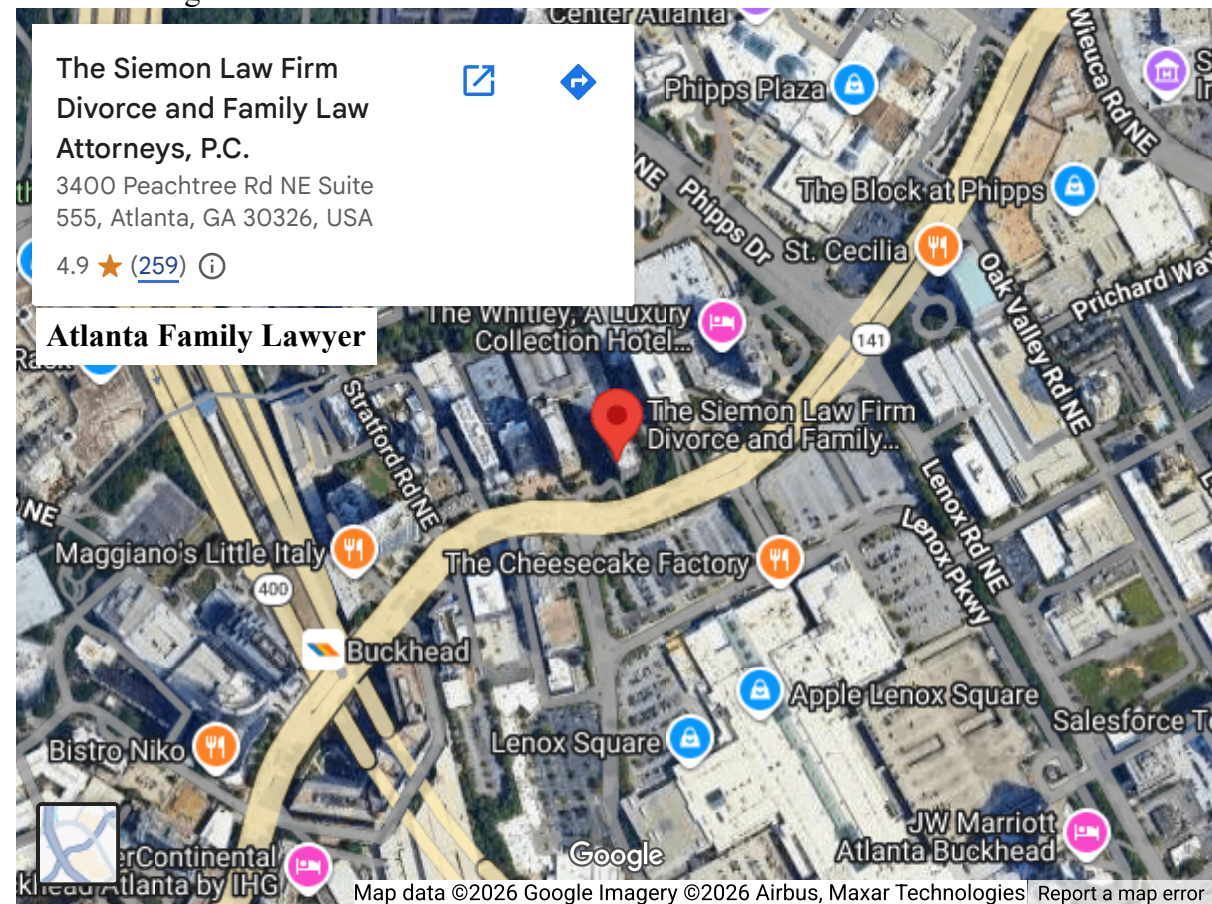 Center Atlanta
The Siemon Law Firm
Divorce and Family Law
Attorneys, P.C.
3400 Peachtree Rd NE Suite
555, Atlanta, GA 30326, USA
4.9 ★ (259)
Atlanta Family Lawyer
Phipps Plaza
Wieuca Rd NE
The Block at Phipps
NE
Phipps Dr
St. Cecilia
Oak Valley Rd NE
Prichard Way
The Whitley, A Luxury
Collection Hotel...
141
Stratford Rd NE
The Siemon Law Firm
Divorce and Family...
NE
Lenox Rd NE
Lenox Pkwy
Maggiano's Little Italy
The Cheesecake Factory
400
Buckhead
Apple Lenox Square
Salesforce
Lenox Square
Bistro Niko
JW Marriott
Atlanta Buckhead
Google
erContinental
Atlanta by IHG
Map data ©2026 Google Imagery ©2026 Airbus, Maxar Technologies
Report a map error